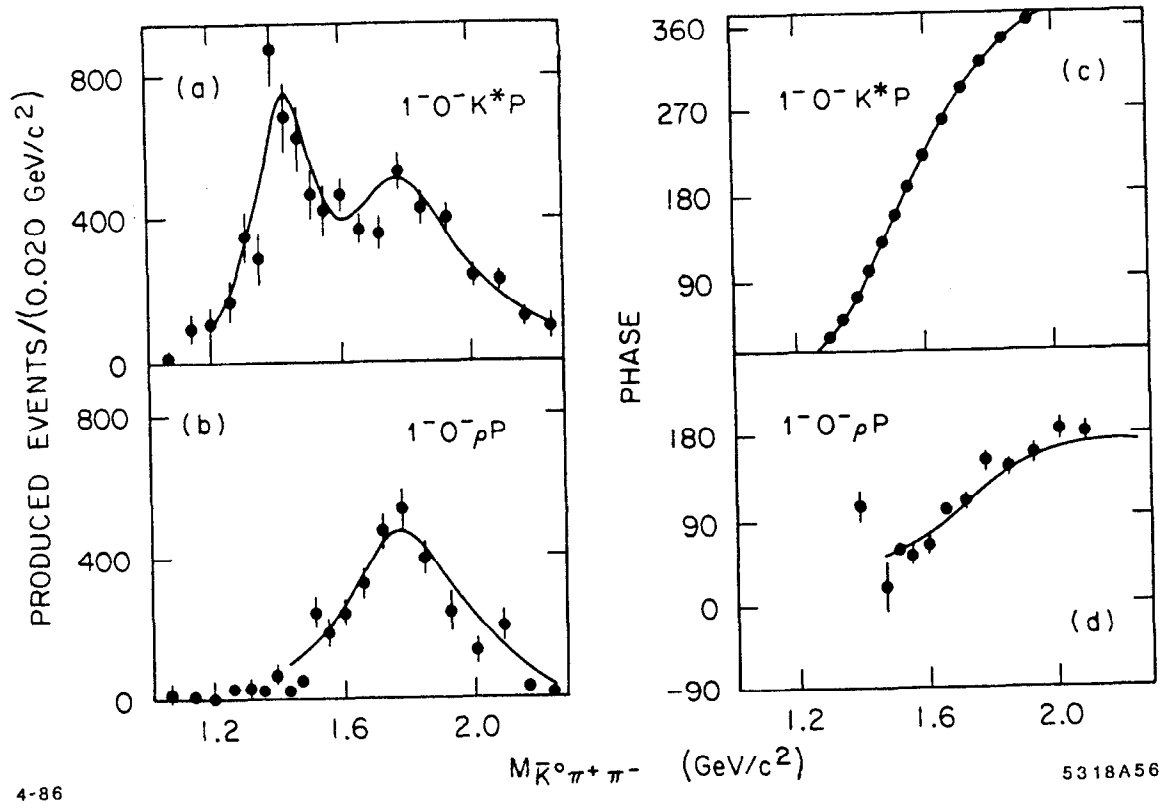 PRODUCED EVENTS/(0.020 GeV/c²)
800
400
0
(a)
1⁻0⁻K*P
800
400
0
(b)
1⁻0⁻ρP
1.2 1.6 2.0
PHASE
360
270
180
90
(c)
1⁻0⁻K*P
180
90
0
-90
1⁻0⁻ρP
(d)
1.2 1.6 2.0
M K̄⁰π⁺π⁻ (GeV/c²)
4-86
5318A56